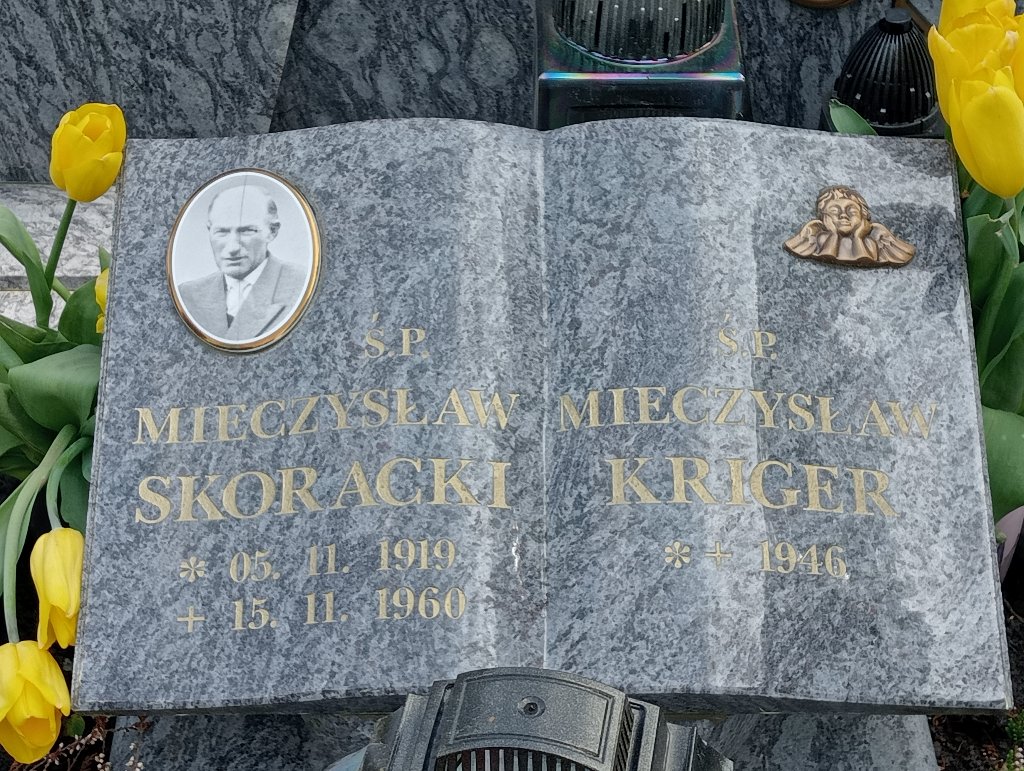 Ś.P.
MIECZYSŁAW
SKORACKI
* 05. 11. 1919
+ 15. 11. 1960
Ś.P.
MIECZYSŁAW
KRIGER
* + 1946